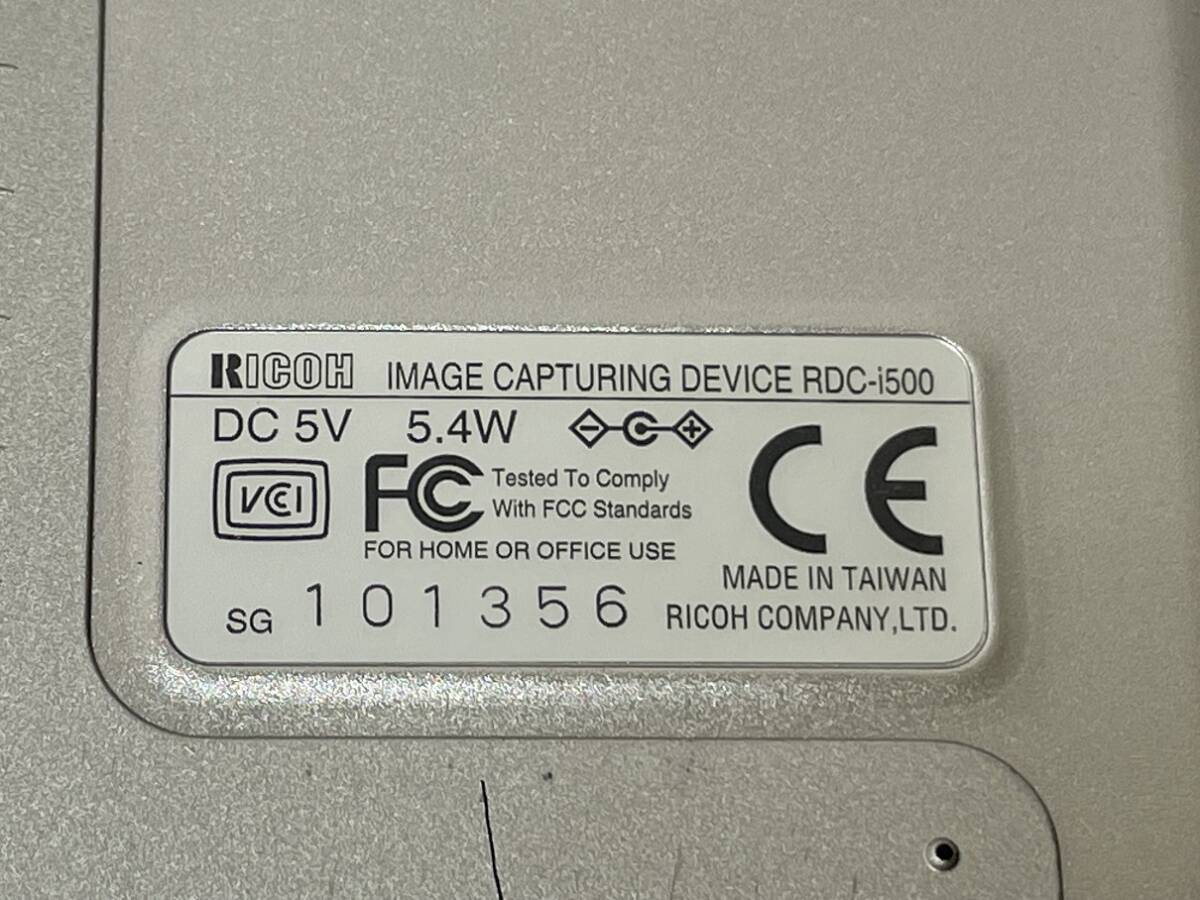 RICOH IMAGE CAPTURING DEVICE RDC-i500
DC 5V 5.4W
VCI
FC Tested To Comply
With FCC Standards
FOR HOME OR OFFICE USE
CE
MADE IN TAIWAN
SG 101356
RICOH COMPANY,LTD.